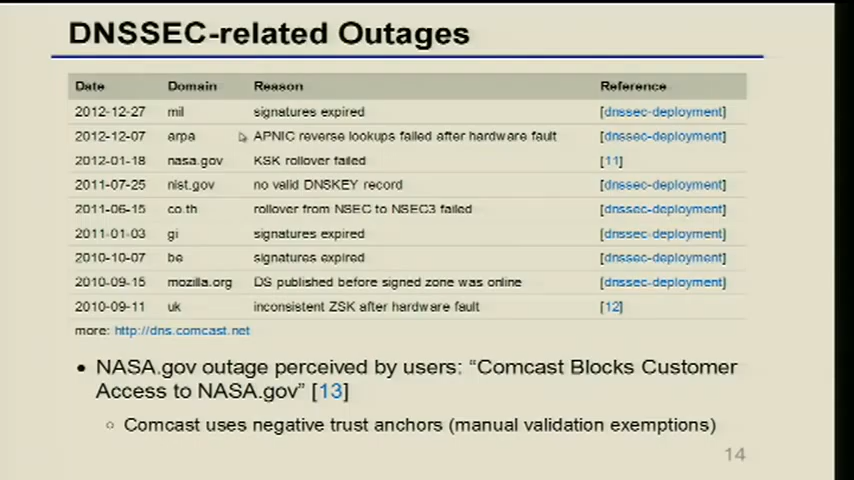 DNSSEC-related Outages
Date Domain Reason Reference
2012-12-27 mil signatures expired [dnssec-deployment]
2012-12-07 arpa APNIC reverse lookups failed after hardware fault [dnssec-deployment]
2012-01-18 nasa.gov KSK rollover failed [11]
2011-07-25 nist.gov no valid DNSKEY record [dnssec-deployment]
2011-06-15 co.th rollover from NSEC to NSEC3 failed [dnssec-deployment]
2011-01-03 gi signatures expired [dnssec-deployment]
2010-10-07 be signatures expired [dnssec-deployment]
2010-09-15 mozilla.org DS published before signed zone was online [dnssec-deployment]
2010-09-11 uk inconsistent ZSK after hardware fault [12]
more: http://dns.comcast.net
• NASA.gov outage perceived by users: “Comcast Blocks Customer
Access to NASA.gov” [13]
○ Comcast uses negative trust anchors (manual validation exemptions)
14